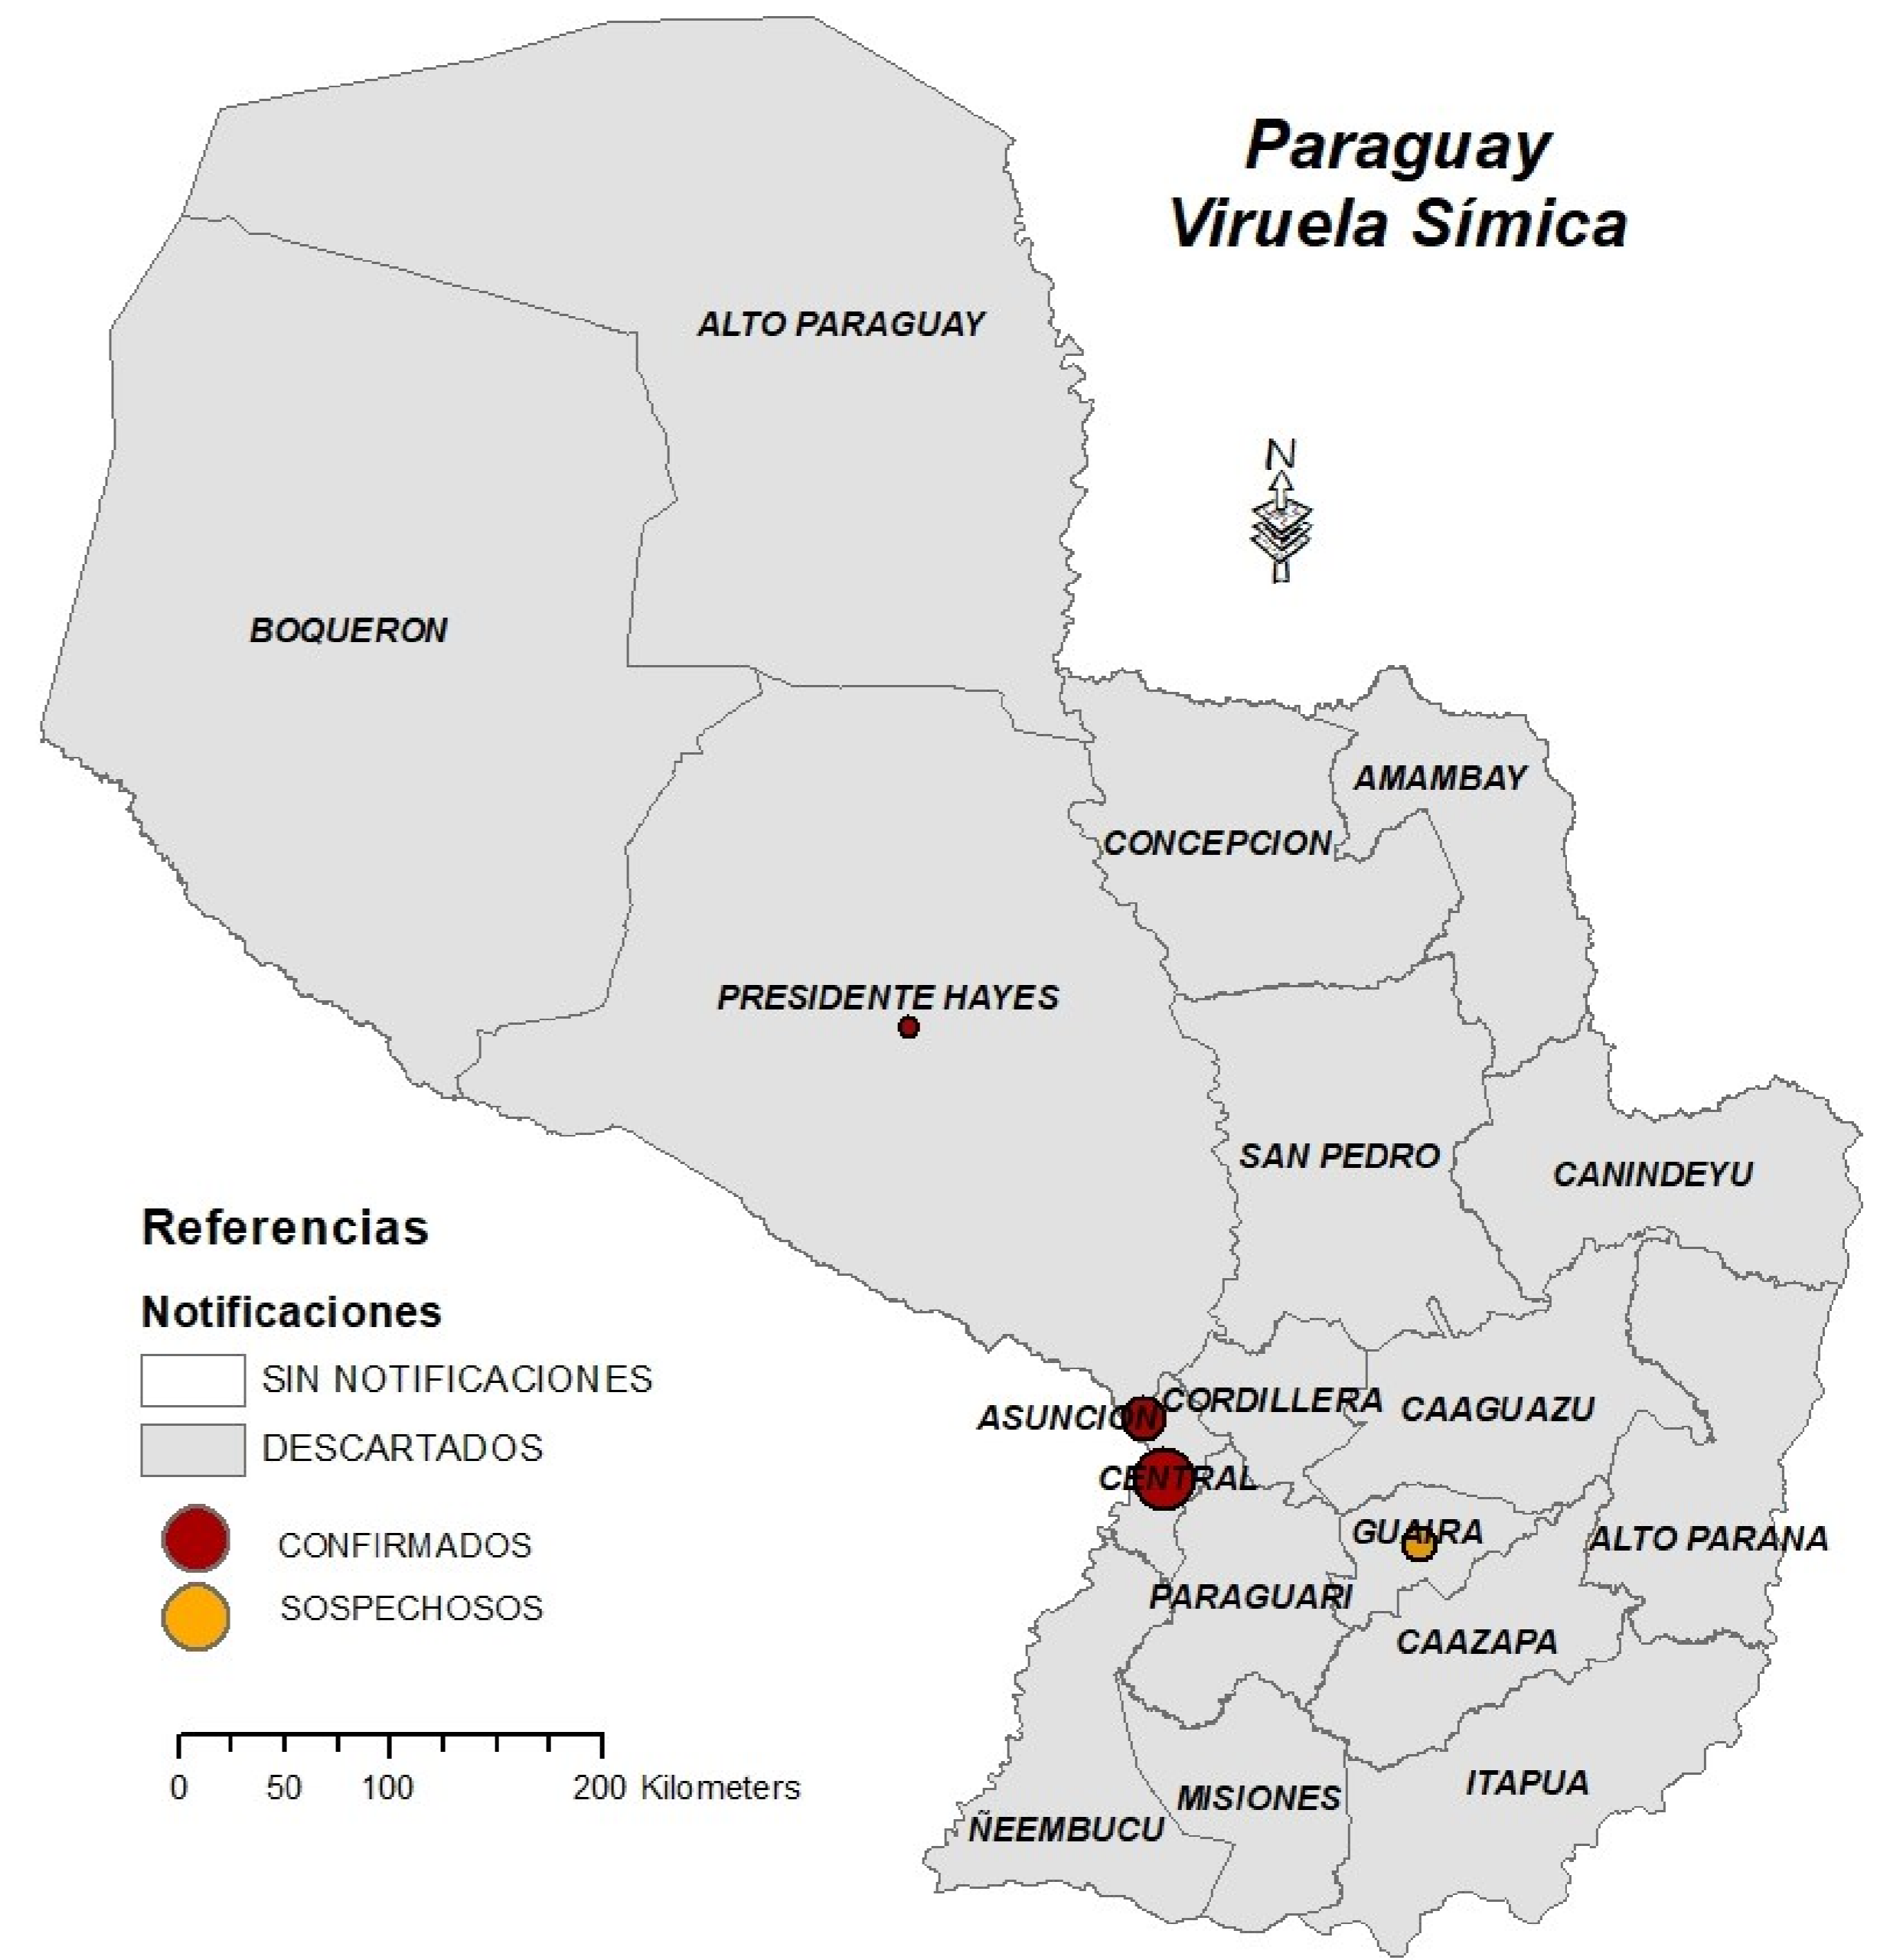 Paraguay
Viruela Símica
ALTO PARAGUAY
N
BOQUERON
AMAMBAY
CONCEPCION
PRESIDENTE HAYES
SAN PEDRO
CANINDEYU
Referencias
Notificaciones
SIN NOTIFICACIONES
DESCARTADOS
CONFIRMADOS
SOSPECHOSOS
0 50 100 200 Kilometers
ASUNCION
CORDILLERA
CAAGUAZU
CENTRAL
GUAIRA
ALTO PARANA
PARAGUARI
CAAZAPA
ITAPUA
MISIONES
ÑEEMBUCU